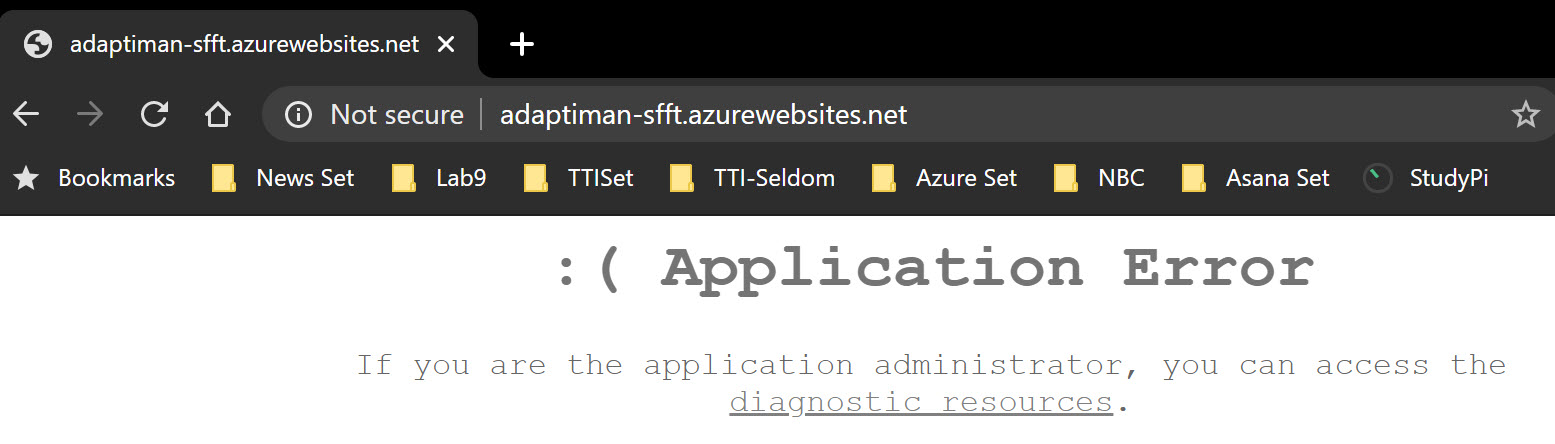 adaptiman-sfft.azurewebsites.net
Not secure adaptiman-sfft.azurewebsites.net
Bookmarks News Set Lab9 TTISet TTI-Seldom Azure Set NBC Asana Set StudyPi
:( Application Error
If you are the application administrator, you can access the
diagnostic resources.